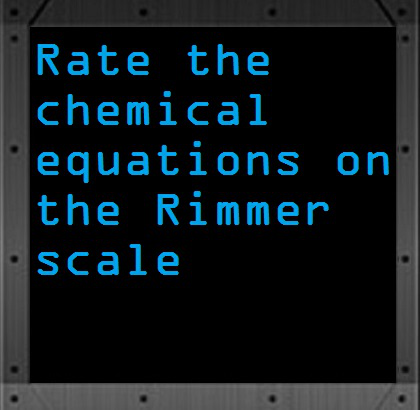 Rate the
chemical
equations on
the Rimmer
scale